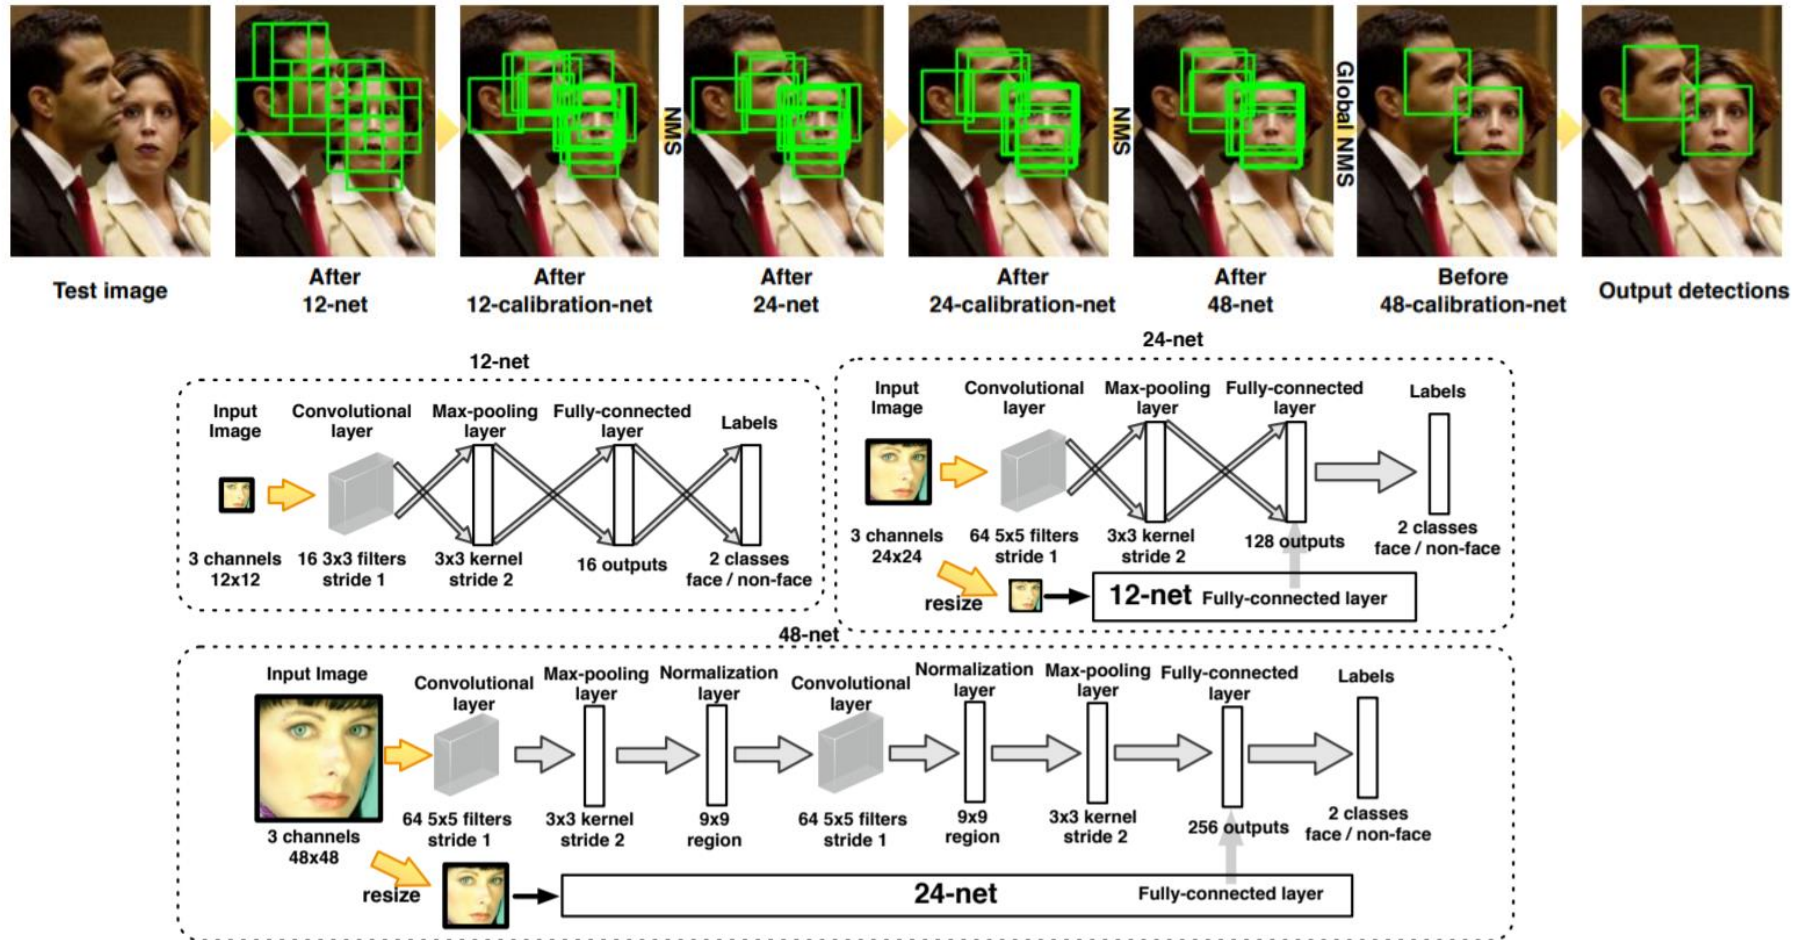 NMS
NMS
Global NMS
Test image
After
12-net
After
12-calibration-net
After
24-net
After
24-calibration-net
After
48-net
Before
48-calibration-net
Output detections
12-net
Input
Image
Convolutional
layer
Max-pooling
layer
Fully-connected
layer
Labels
3 channels
12x12
16 3x3 filters
stride 1
3x3 kernel
stride 2
16 outputs
2 classes
face / non-face
24-net
Input
Image
Convolutional
layer
Max-pooling
layer
Fully-connected
layer
Labels
3 channels
24x24
64 5x5 filters
stride 1
3x3 kernel
stride 2
128 outputs
2 classes
face / non-face
resize
12-net Fully-connected layer
48-net
Input Image
Convolutional
layer
Max-pooling
layer
Normalization
layer
Convolutional
layer
Normalization
layer
Max-pooling
layer
Fully-connected
layer
Labels
3 channels
48x48
64 5x5 filters
stride 1
3x3 kernel
stride 2
9x9
region
64 5x5 filters
stride 1
9x9
region
3x3 kernel
stride 2
256 outputs
2 classes
face / non-face
resize
24-net Fully-connected layer